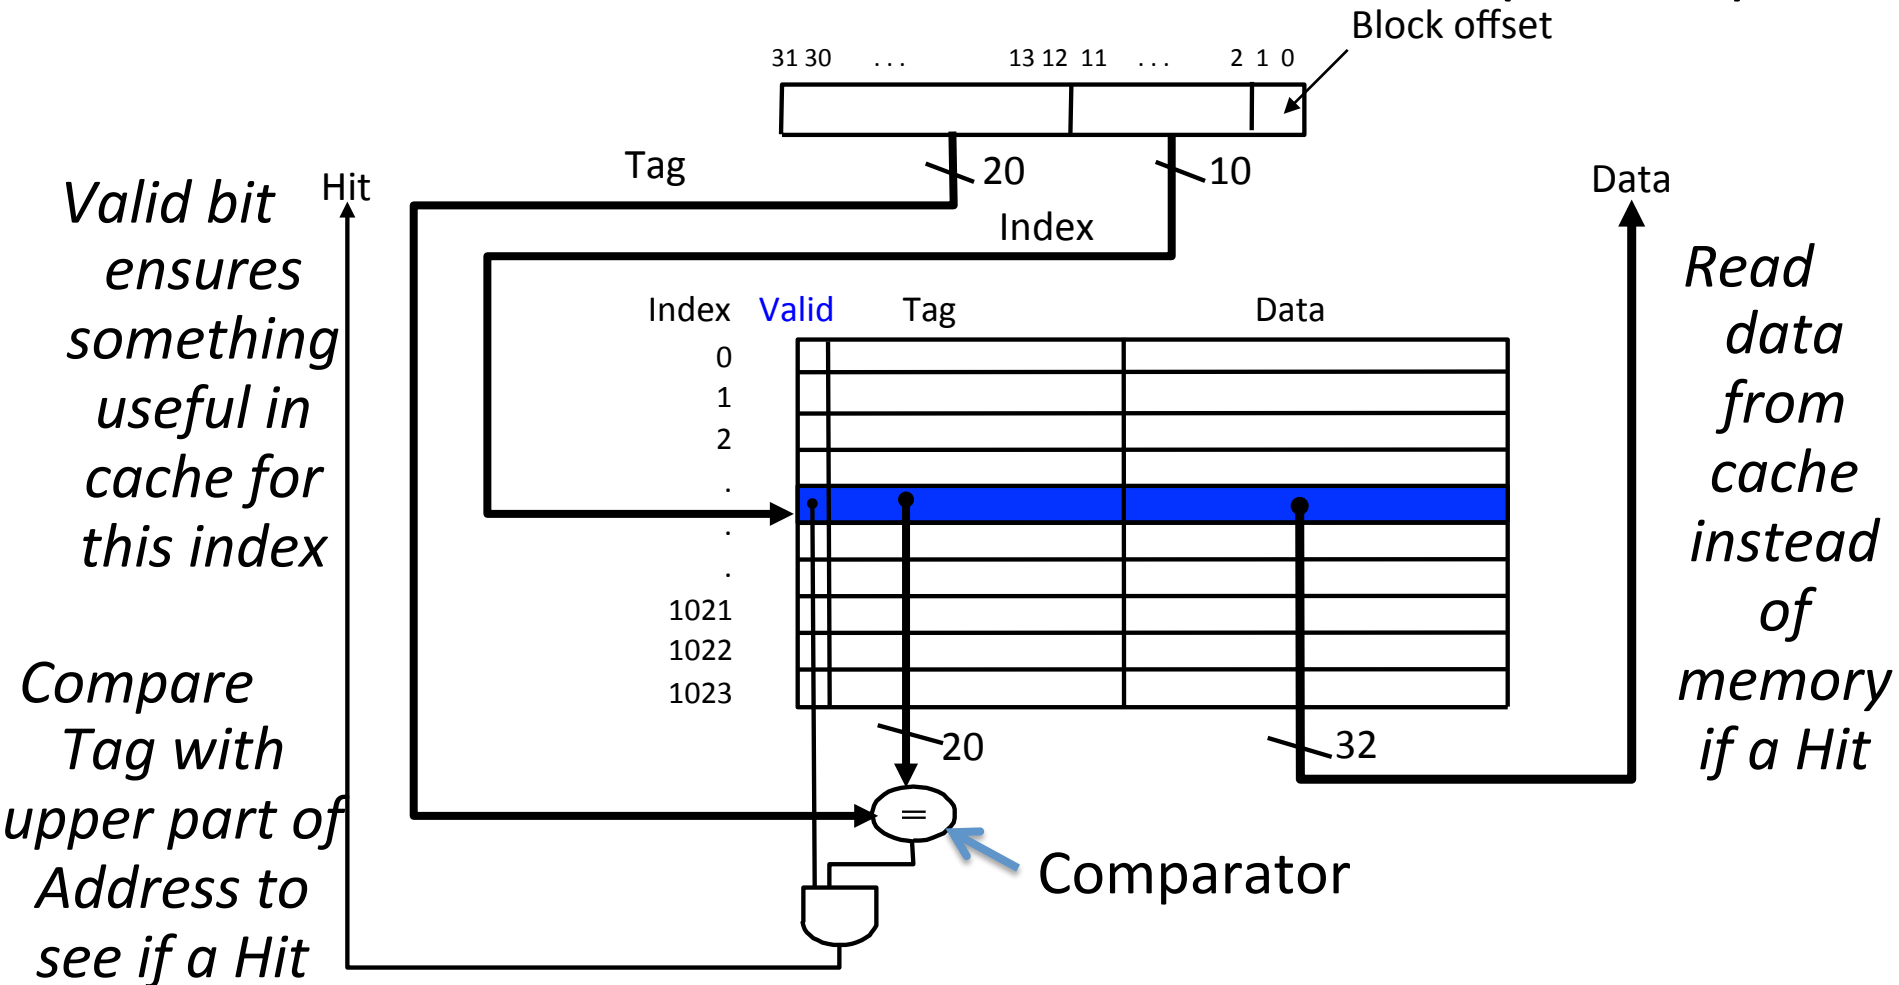 Block offset
31 30 . . . 13 12 11 . . . 2 1 0
Tag
20
10
Hit
Data
Index
Valid bit
ensures
something
useful in
cache for
this index
Read
data
from
cache
instead
of
memory
if a Hit
Index Valid Tag Data
0
1
2
.
.
.
1021
1022
1023
20
32
Compare
Tag with
upper part of
Address to
see if a Hit
=
Comparator